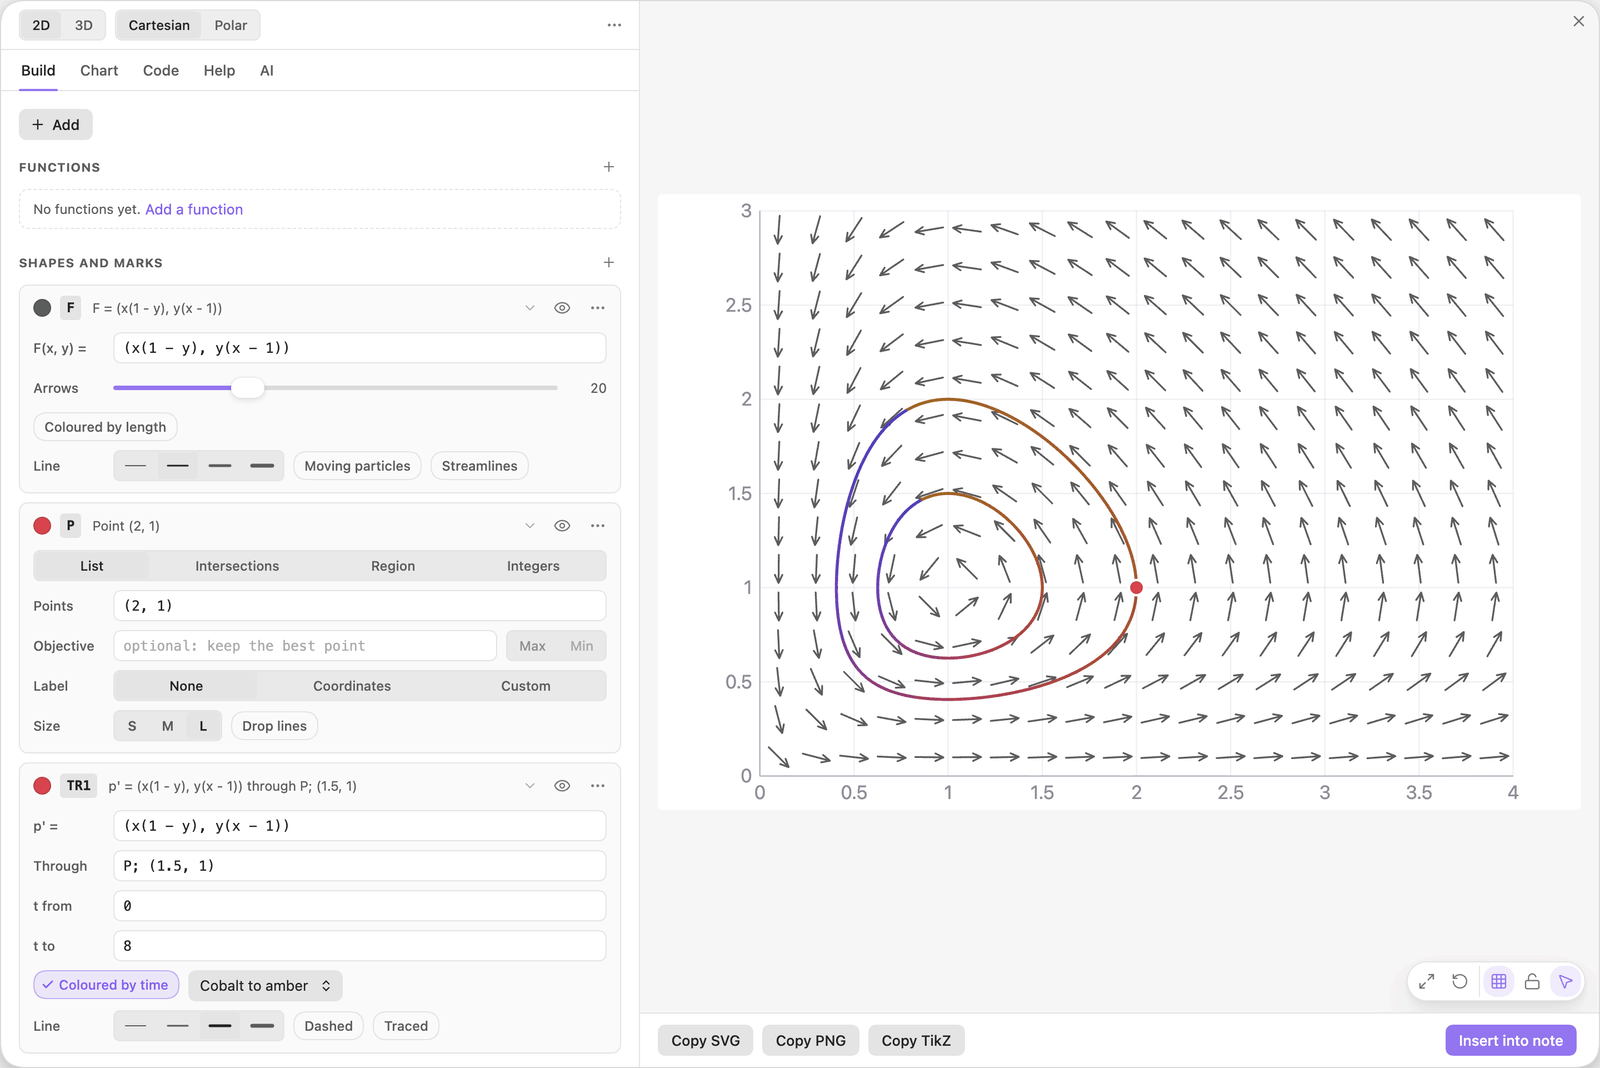 2D 3D Cartesian Polar
Build Chart Code Help AI
+ Add
FUNCTIONS
No functions yet. Add a function
SHAPES AND MARKS
F F = (x(1 - y), y(x - 1))
F(x, y) = (x(1 − y), y(x − 1))
Arrows 20
Coloured by length
Line Moving particles Streamlines
P Point (2, 1)
List Intersections Region Integers
Points (2, 1)
Objective optional: keep the best point Max Min
Label None Coordinates Custom
Size S M L Drop lines
TR1 p' = (x(1 - y), y(x - 1)) through P; (1.5, 1)
p' = (x(1 − y), y(x − 1))
Through P; (1.5, 1)
t from 0
t to 8
Coloured by time Cobalt to amber
Line Dashed Traced
3
2.5
2
1.5
1
0.5
0
0 0.5 1 1.5 2 2.5 3 3.5 4
Copy SVG Copy PNG Copy TikZ Insert into note